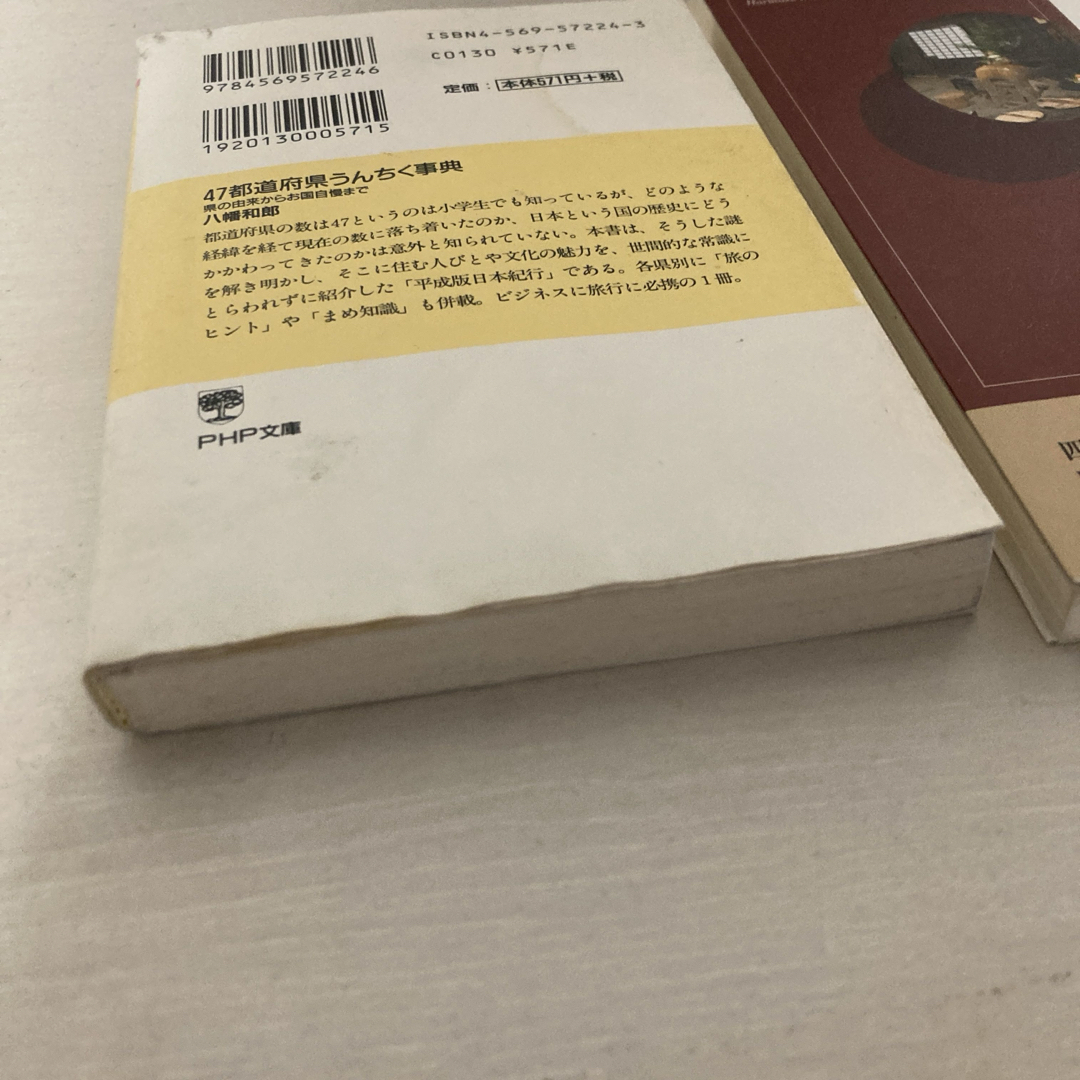 9784569572246
1920130005715
ISBN4-569-57224-3
C0130 ¥571E
定価：本体571円+税
47都道府県うんちく事典
県の由来からお国自慢まで
八幡和郎
都道府県の数は47というのは小学生でも知っているが、どのような
経緯を経て現在の数に落ち着いたのか、日本という国の歴史にどう
かかわってきたのかは意外と知られていない。本書は、そうした謎
を解き明かし、そこに住む人びとや文化の魅力を、世間的な常識に
とらわれずに紹介した「平成版日本紀行」である。各県別に「旅の
ヒント」や「まめ知識」も併載。ビジネスに旅行に必携の1冊。
PHP文庫